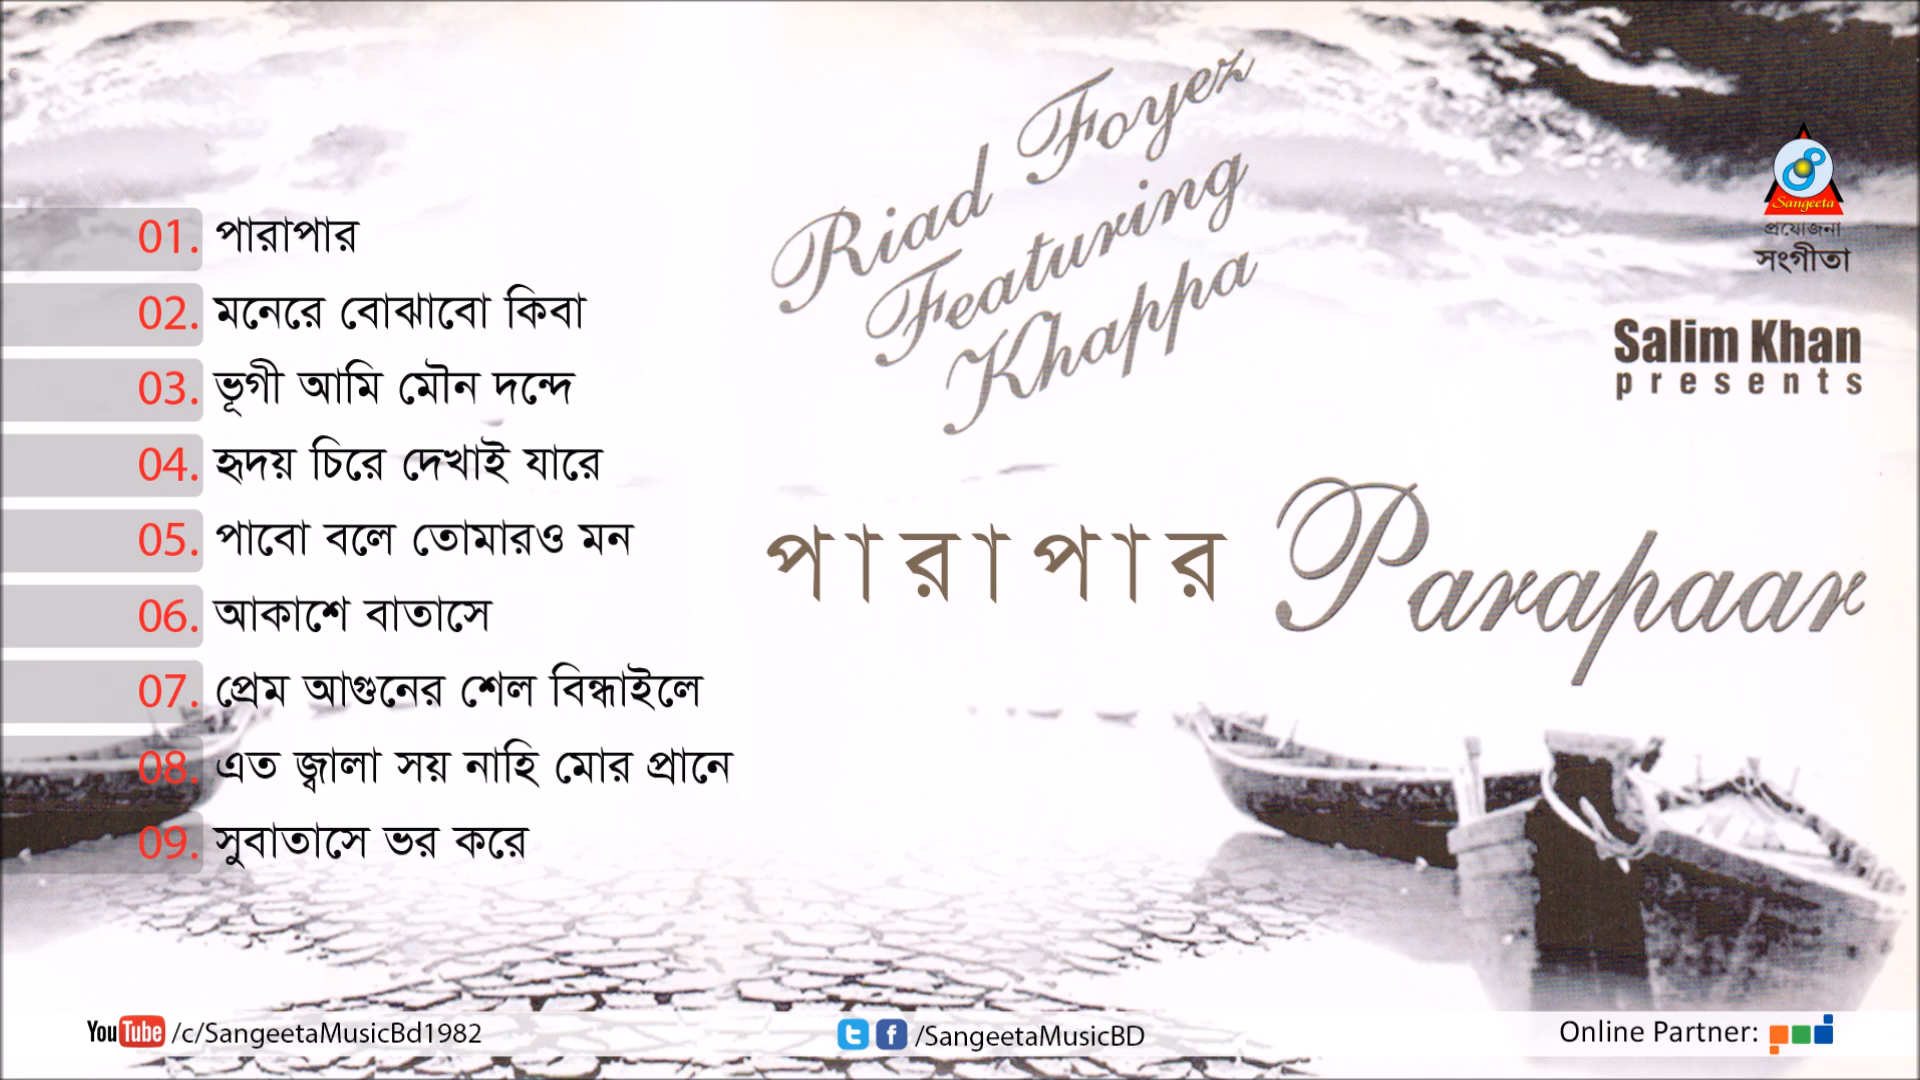 01. পারাপার
02. মনেরে বোঝাবো কিবা
03. ভূগী আমি মৌন দন্দে
04. হৃদয় চিরে দেখাই যারে
05. পাবো বলে তোমারও মন
06. আকাশে বাতাসে
07. প্রেম আগুনের শেল বিন্ধাইলে
08. এত জ্বালা সয় নাহি মোর প্রানে
09. সুবাতাসে ভর করে
Riad Foyez
Featuring
Khappa
Sangeeta
প্রযোজনা
সংগীতা
Salim Khan
presents
পারাপার Parapaar
YouTube /c/SangeetaMusicBd1982
/SangeetaMusicBD
Online Partner: